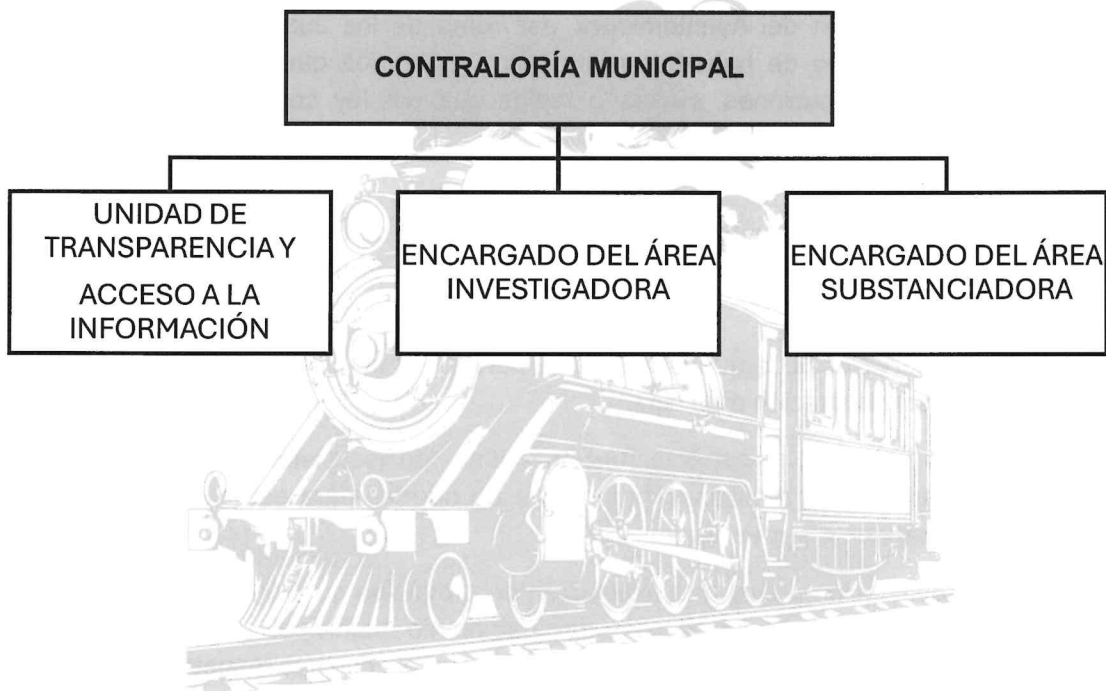 CONTRALORÍA MUNICIPAL
UNIDAD DE
TRANSPARENCIA Y
ACCESO A LA
INFORMACIÓN
ENCARGADO DEL ÁREA
INVESTIGADORA
ENCARGADO DEL ÁREA
SUBSTANCIADORA